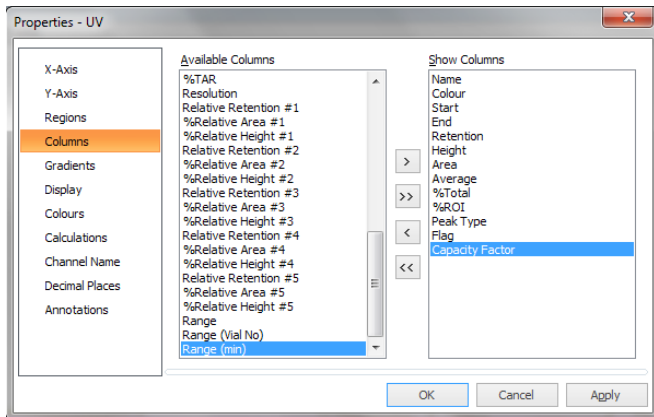 Properties - UV
x
X-Axis
Y-Axis
Regions
Columns
Gradients
Display
Colours
Calculations
Channel Name
Decimal Places
Annotations
Available Columns
%TAR
Resolution
Relative Retention #1
%Relative Area #1
%Relative Height #1
Relative Retention #2
%Relative Area #2
%Relative Height #2
Relative Retention #3
%Relative Area #3
%Relative Height #3
Relative Retention #4
%Relative Area #4
%Relative Height #4
Relative Retention #5
%Relative Area #5
%Relative Height #5
Range
Range (Vial No)
Range (min)
>
>>
<
<<
Show Columns
Name
Colour
Start
End
Retention
Height
Area
Average
%Total
%ROI
Peak Type
Flag
Capacity Factor
OK
Cancel
Apply